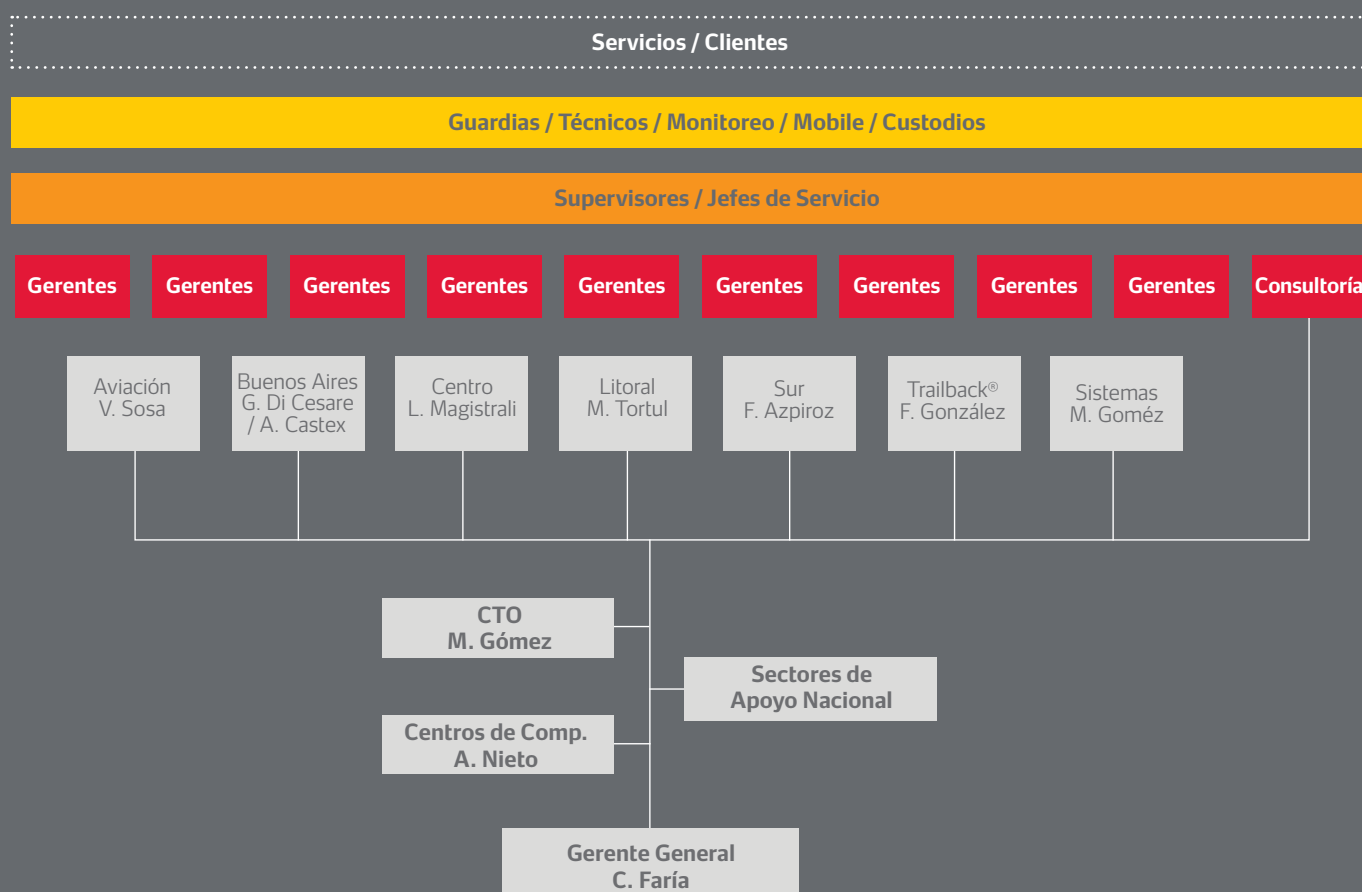 Servicios / Clientes
Guardias / Técnicos / Monitoreo / Mobile / Custodios
Supervisores / Jefes de Servicio
Gerentes
Gerentes
Gerentes
Gerentes
Gerentes
Gerentes
Gerentes
Gerentes
Gerentes
Consultoría
Aviación
V. Sosa
Buenos Aires
G. Di Cesare
/ A. Castex
Centro
L. Magistrali
Litoral
M. Tortul
Sur
F. Azpiroz
Trailback®
F. González
Sistemas
M. Goméz
CTO
M. Gómez
Sectores de
Apoyo Nacional
Centros de Comp.
A. Nieto
Gerente General
C. Faría